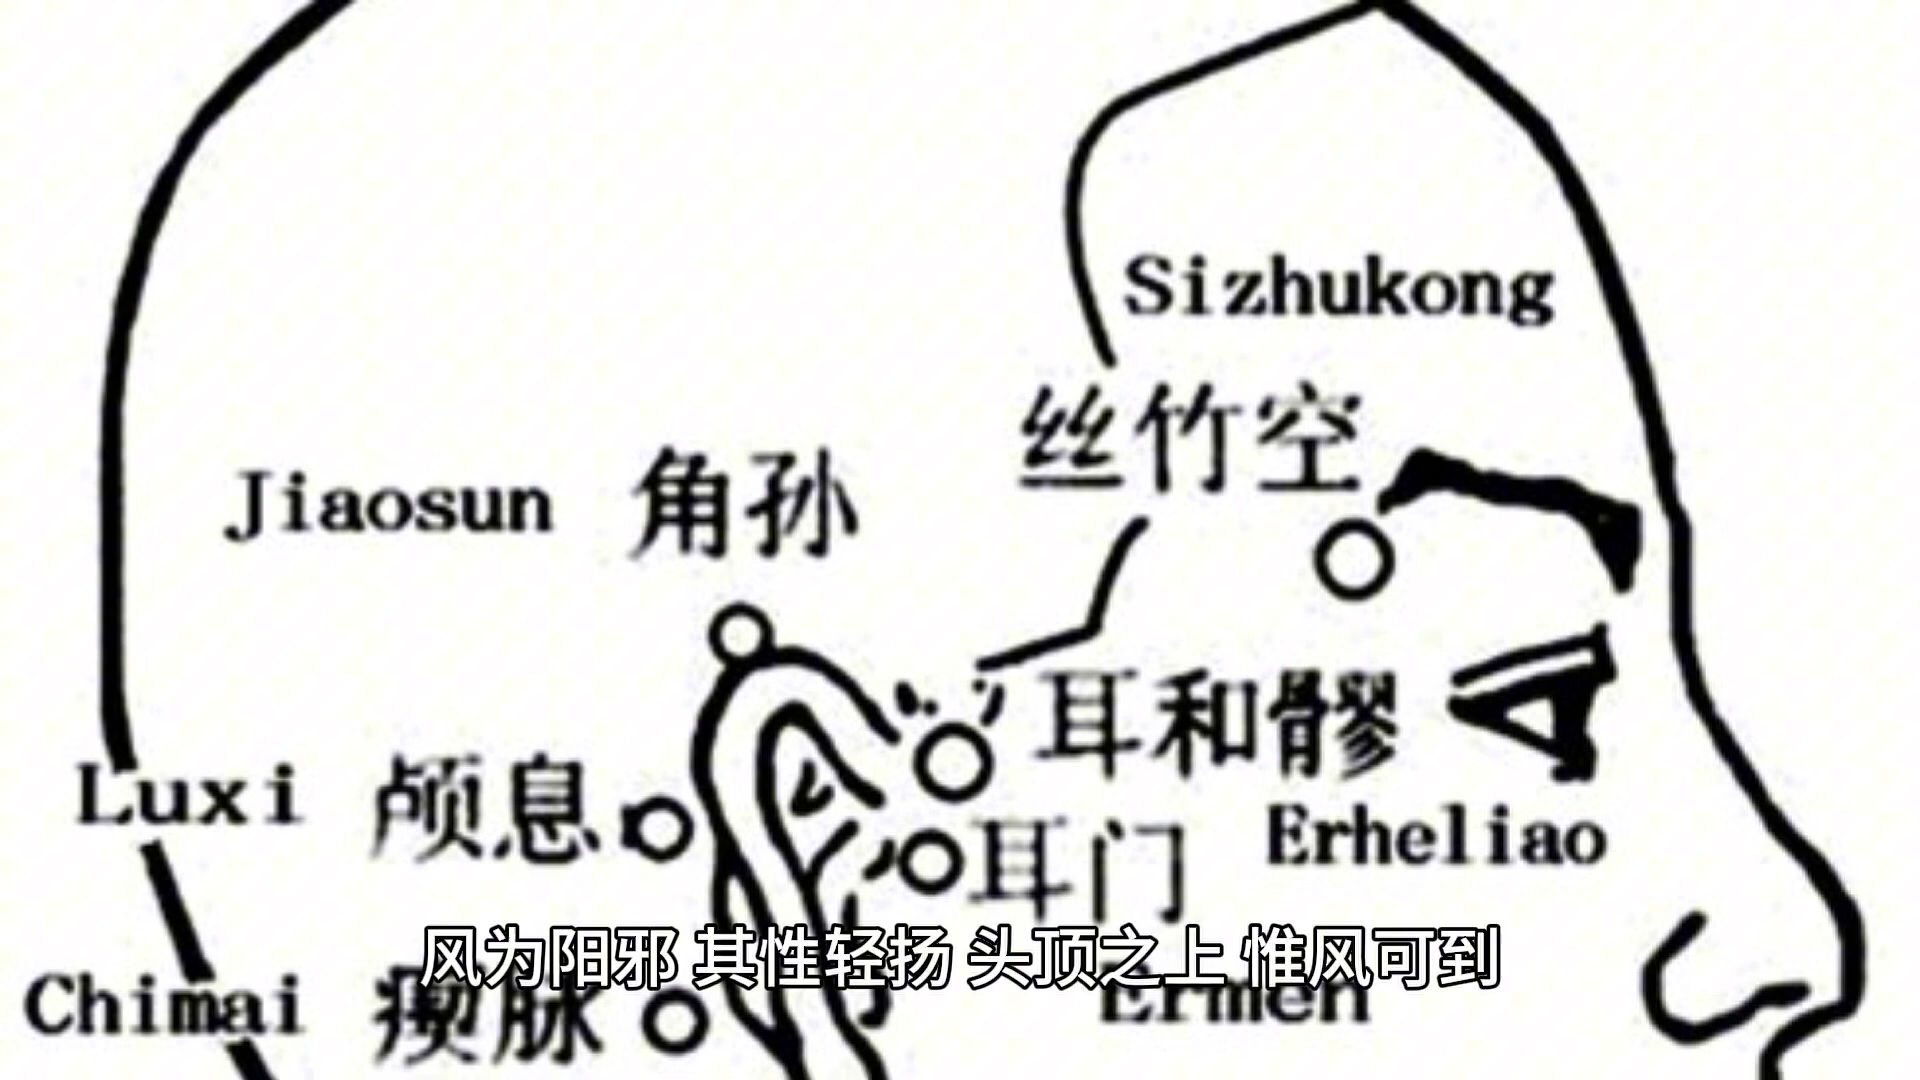 Sizhukong
丝竹空
Jiaosun 角孙
耳和髎
Luxi 颅息
耳门 Erheliao
风为阳邪 其性轻扬 头顶之上 惟风可到
Chimai 瘈脉
Ermen